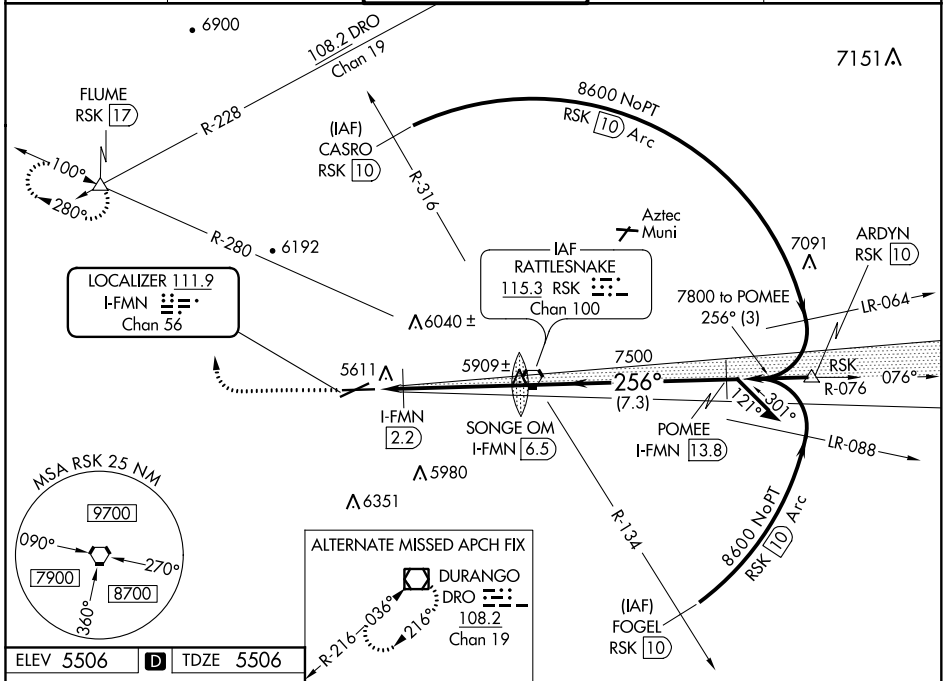 6900
108.2 DRO
Chan 19
7151
FLUME
RSK 17
R-228
8600 NoPT
RSK 10 Arc
(IAF)
CASRO
RSK 10
R-316
100°
280°
R-280
6192
Aztec
Muni
7091
ARDYN
RSK 10
LOCALIZER 111.9
I-FMN
Chan 56
IAF
RATTLESNAKE
115.3 RSK
Chan 100
7800 to POMEE
256° (3)
LR-064
6040 ±
5611
5909±
7500
256°
(7.3)
RSK
R-076
076°
121°
301°
I-FMN
2.2
SONGE OM
I-FMN 6.5
POMEE
I-FMN 13.8
LR-088
5980
6351
MSA RSK 25 NM
9700
090°
270°
7900
8700
360°
R-134
8600 NoPT
RSK 10 Arc
ALTERNATE MISSED APCH FIX
DURANGO
DRO
108.2
Chan 19
036°
216°
R-216
(IAF)
FOGEL
RSK 10
ELEV 5506 D TDZE 5506